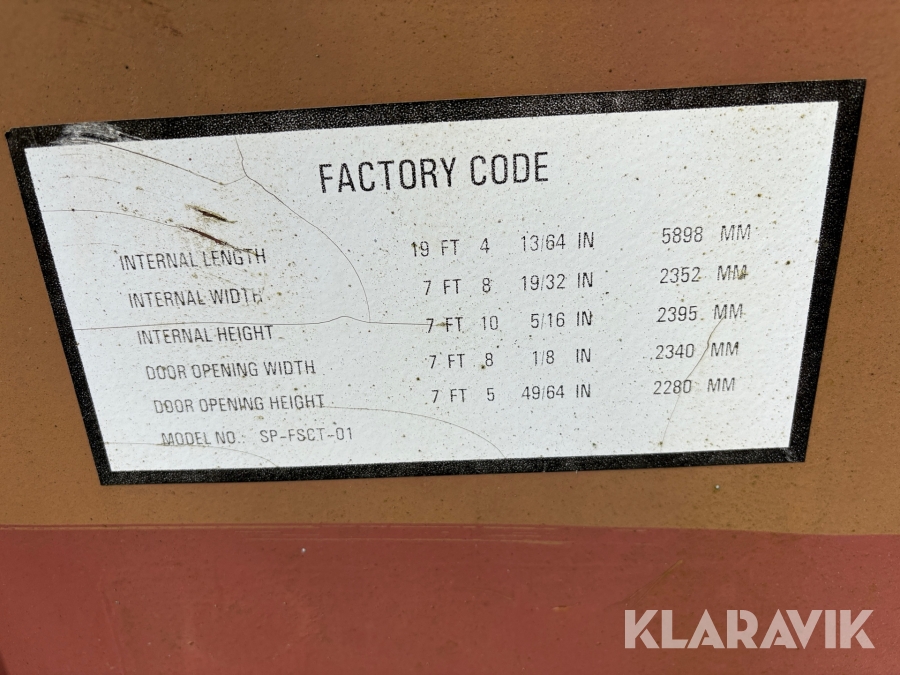 FACTORY CODE
INTERNAL LENGTH 19 FT 4 13/64 IN 5898 MM
INTERNAL WIDTH 7 FT 8 19/32 IN 2352 MM
INTERNAL HEIGHT 7 FT 10 5/16 IN 2395 MM
DOOR OPENING WIDTH 7 FT 8 1/8 IN 2340 MM
DOOR OPENING HEIGHT 7 FT 5 49/64 IN 2280 MM
MODEL NO.: SP-FSCT-01
KLARAVIK